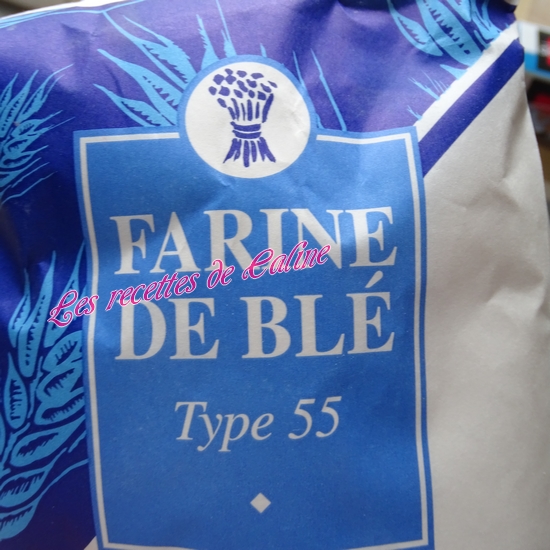 FARINE
Les recettes de Caline
DE BLÉ
Type 55